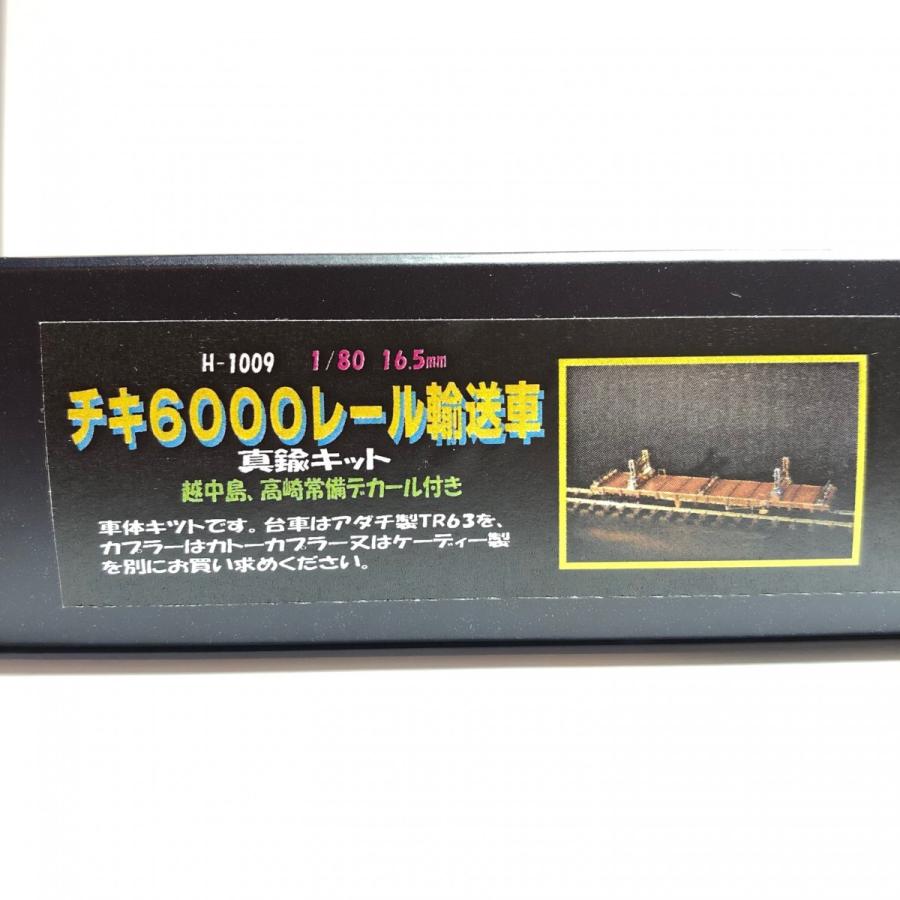 H-1009 1/80 16.5mm
チキ6000レール輸送車
真鍮キット
越中島、高崎常備デカール付き
車体キットです。台車はアダチ製TR63を、
カプラーはカトーカプラー又はケーディー製
を別にお買い求めください。